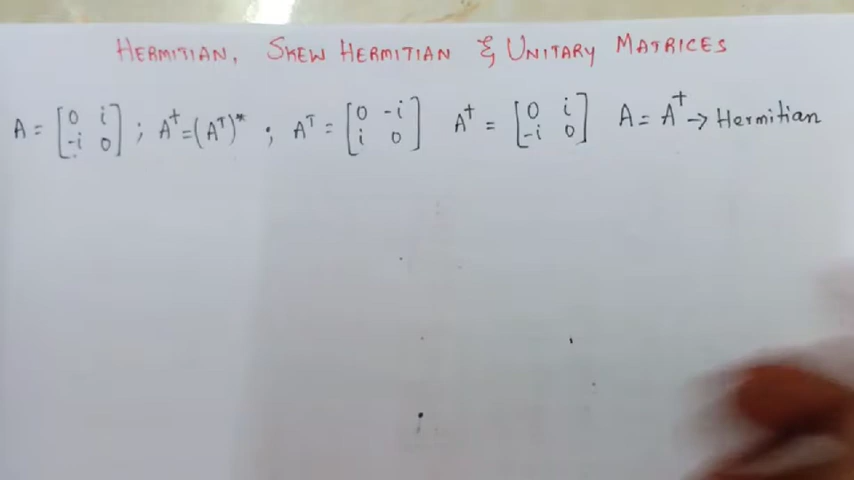 HERMITIAN, SKEW HERMITIAN & UNITARY MATRICES
A = [0 i; -i 0] ; A† = (Aᵀ)* ; Aᵀ = [0 -i; i 0] A† = [0 i; -i 0] A = A† → Hermitian